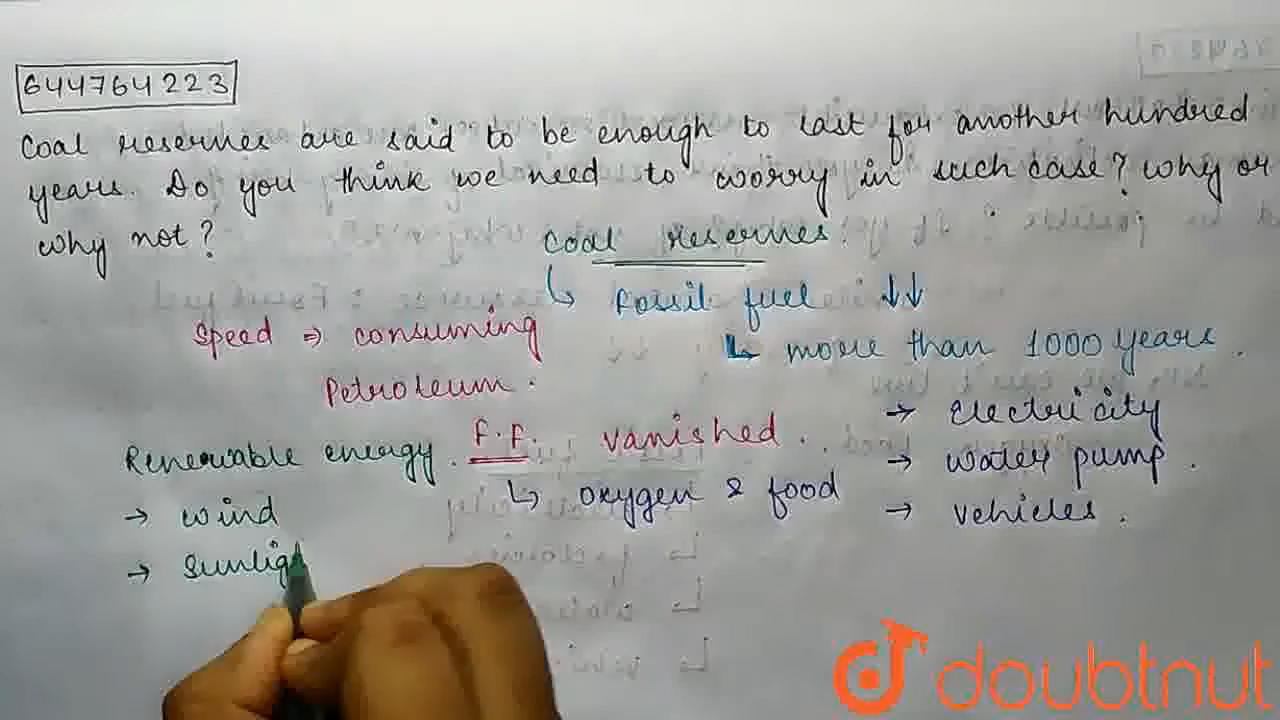 644764223
Coal reserves are said to be enough to last for another hundred
years. Do you think we need to worry in such case? Why or
why not?
Coal reserves:
↳ Fossil fuel ↓↓
Speed ⇒ consuming
↳ more than 1000 years.
Petroleum.
→ Electricity
F.F. vanished.
Renewable energy.
→ water pump.
↳ oxygen & food
→ wind
→ vehicles.
→ Sunlig
doubtnut